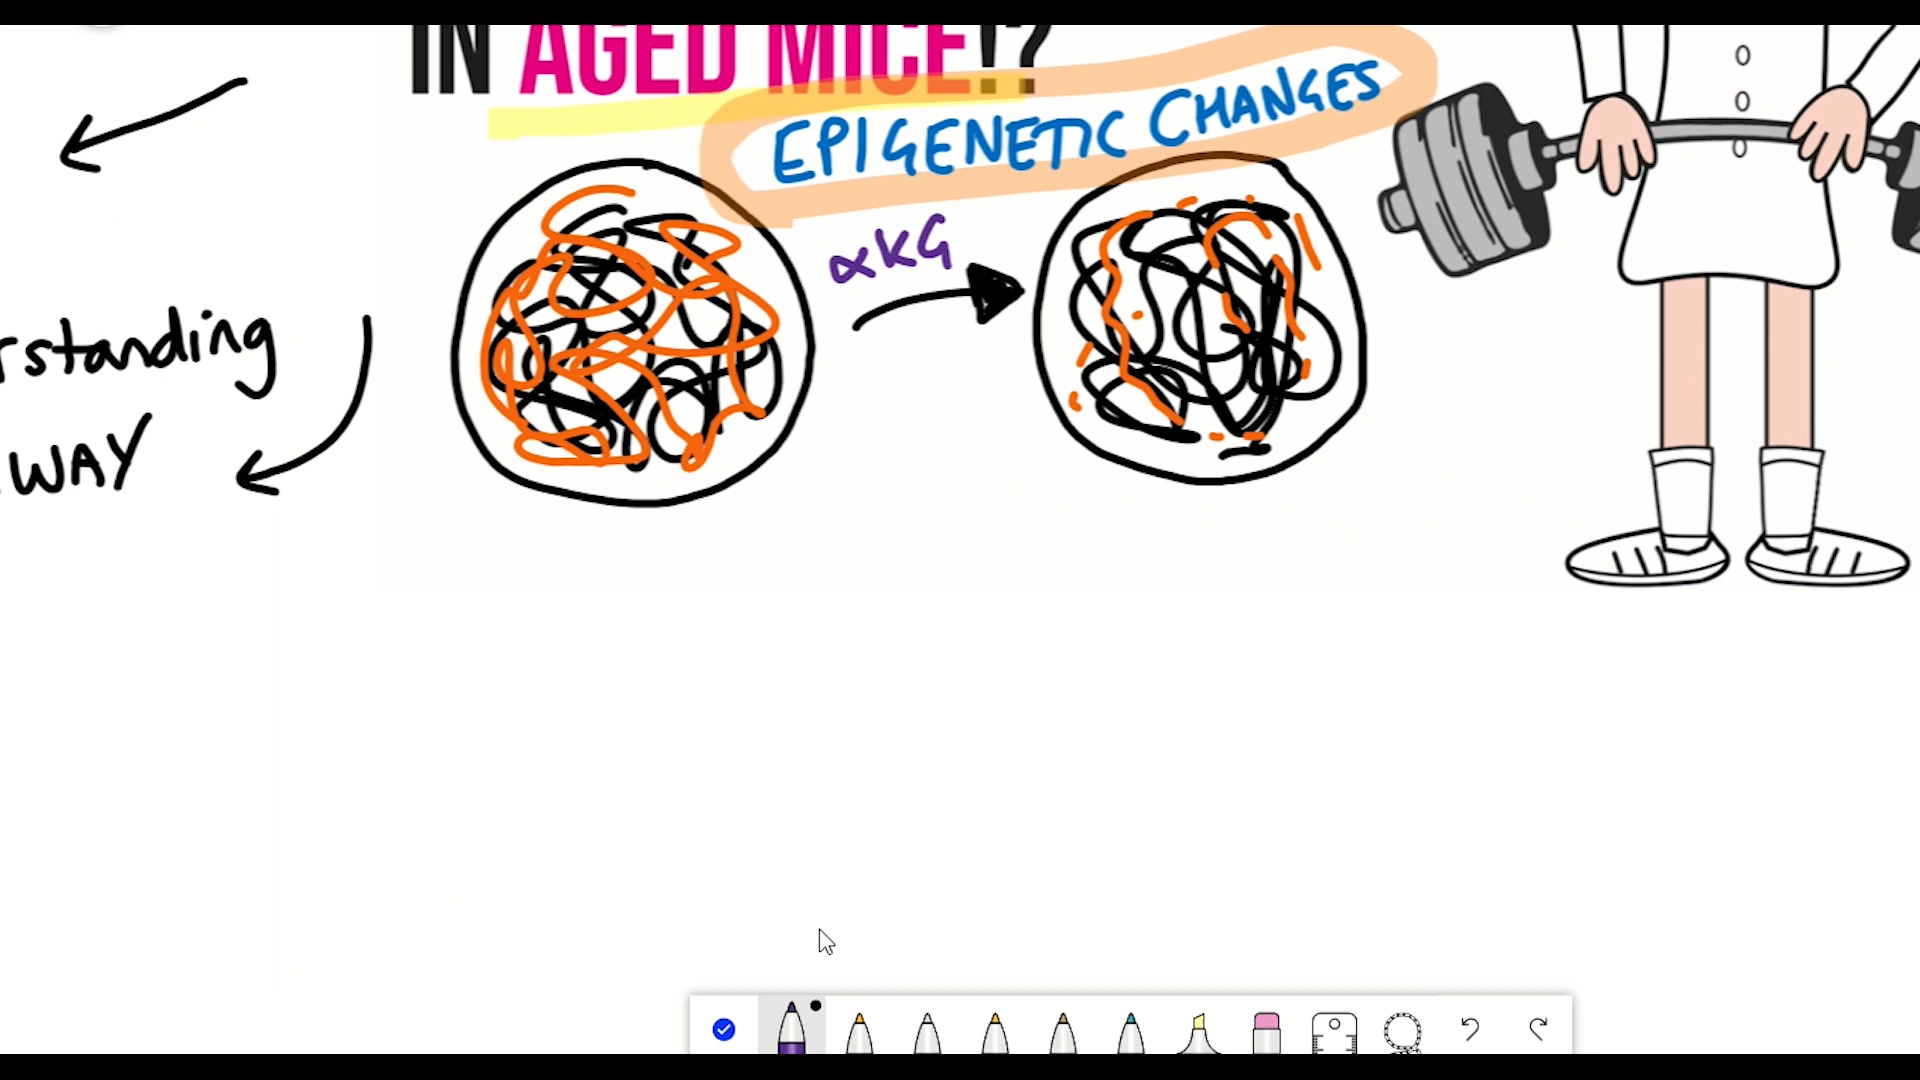 IN AGED MICE!?
EPIGENETIC CHANGES
αKG
rstanding
WAY